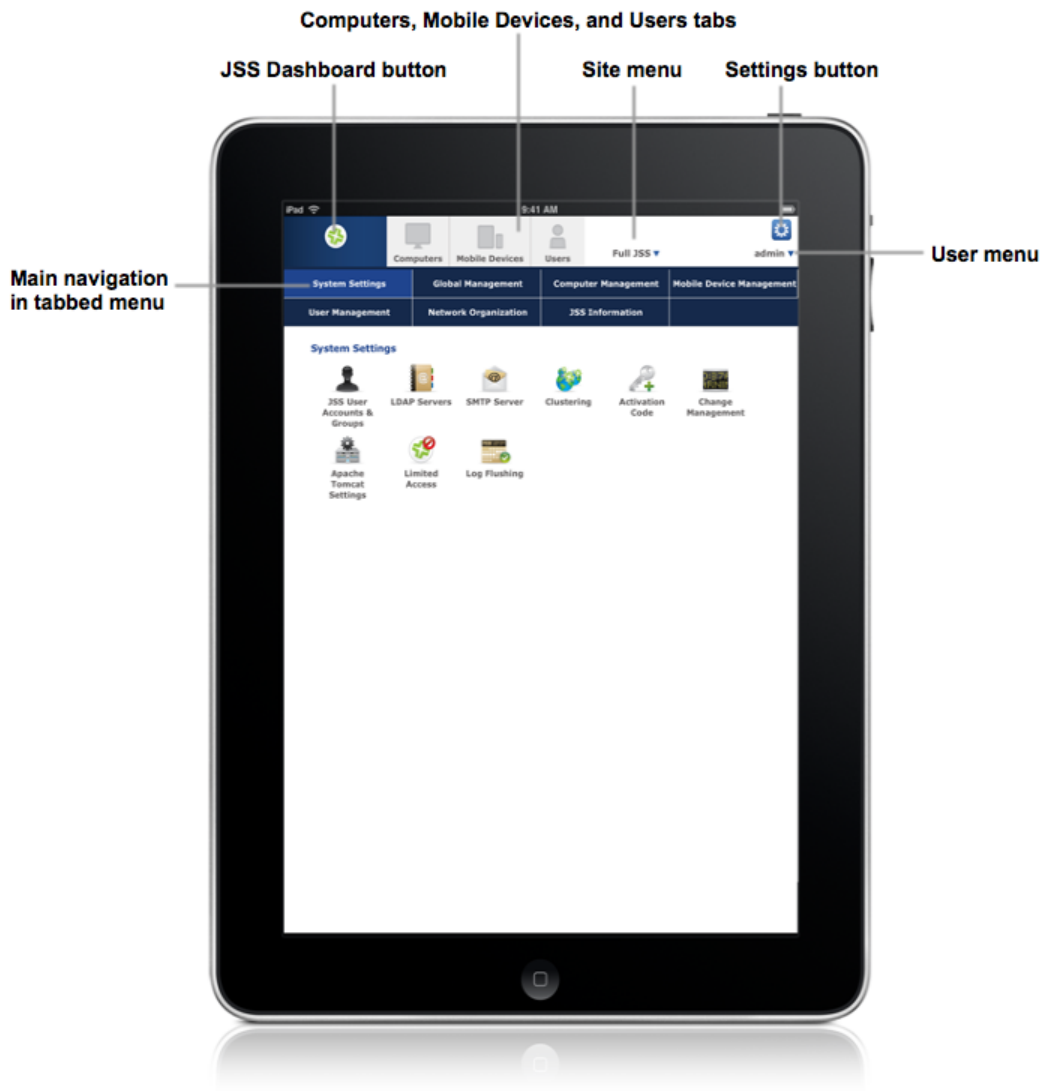 Computers, Mobile Devices, and Users tabs
JSS Dashboard button
Site menu
Settings button
iPad
9:41 AM
Computers
Mobile Devices
Users
Full JSS
admin
User menu
Main navigation
in tabbed menu
System Settings
Global Management
Computer Management
Mobile Device Management
User Management
Network Organization
JSS Information
System Settings
JSS User
Accounts &
Groups
LDAP Servers
SMTP Server
Clustering
Activation
Code
Change
Management
Apache
Tomcat
Settings
Limited
Access
Log Flushing